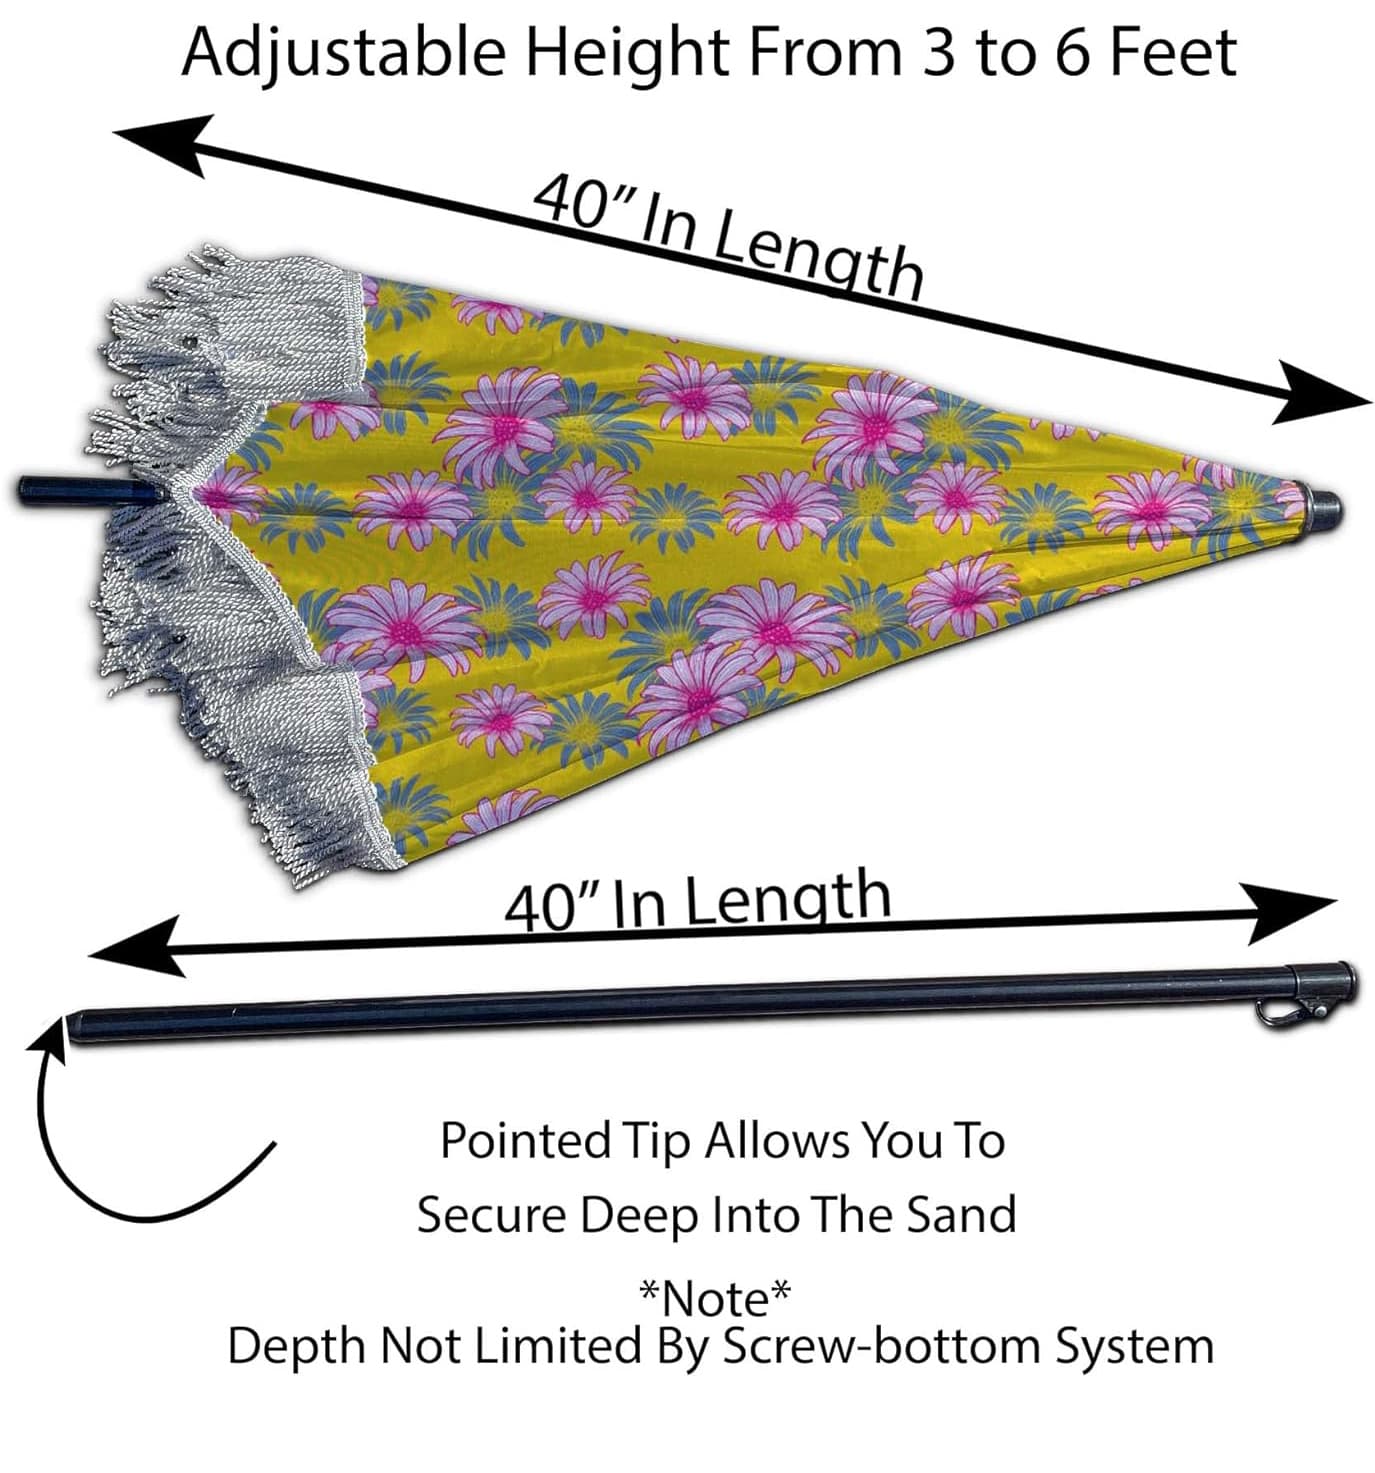 Adjustable Height From 3 to 6 Feet
40” In Length
40” In Length
Pointed Tip Allows You To
Secure Deep Into The Sand
*Note*
Depth Not Limited By Screw-bottom System